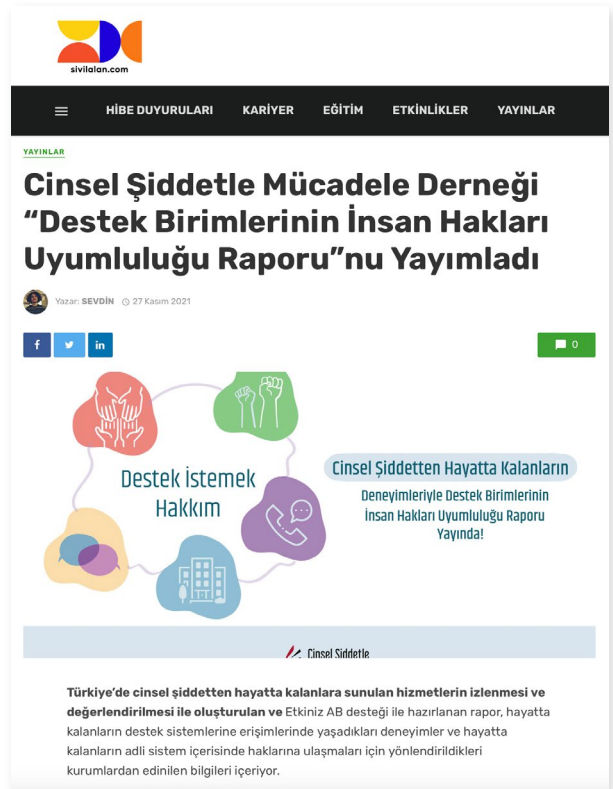 sivilalan.com
HİBE DUYURULARI KARİYER EĞİTİM ETKİNLİKLER YAYINLAR
YAYINLAR
Cinsel Şiddetle Mücadele Derneği
“Destek Birimlerinin İnsan Hakları
Uyumluluğu Raporu”nu Yayımladı
Yazar: SEVDİN 27 Kasım 2021
f in 0
Destek İstemek
Hakkım
Cinsel Şiddetten Hayatta Kalanların
Deneyimleriyle Destek Birimlerinin
İnsan Hakları Uyumluluğu Raporu
Yayında!
Cinsel Şiddetle
Türkiye’de cinsel şiddetten hayatta kalanlara sunulan hizmetlerin izlenmesi ve
değerlendirilmesi ile oluşturulan ve Etkiniz AB desteği ile hazırlanan rapor, hayatta
kalanların destek sistemlerine erişimlerinde yaşadıkları deneyimler ve hayatta
kalanların adli sistem içerisinde haklarına ulaşmaları için yönlendirildikleri
kurumlardan edinilen bilgileri içeriyor.